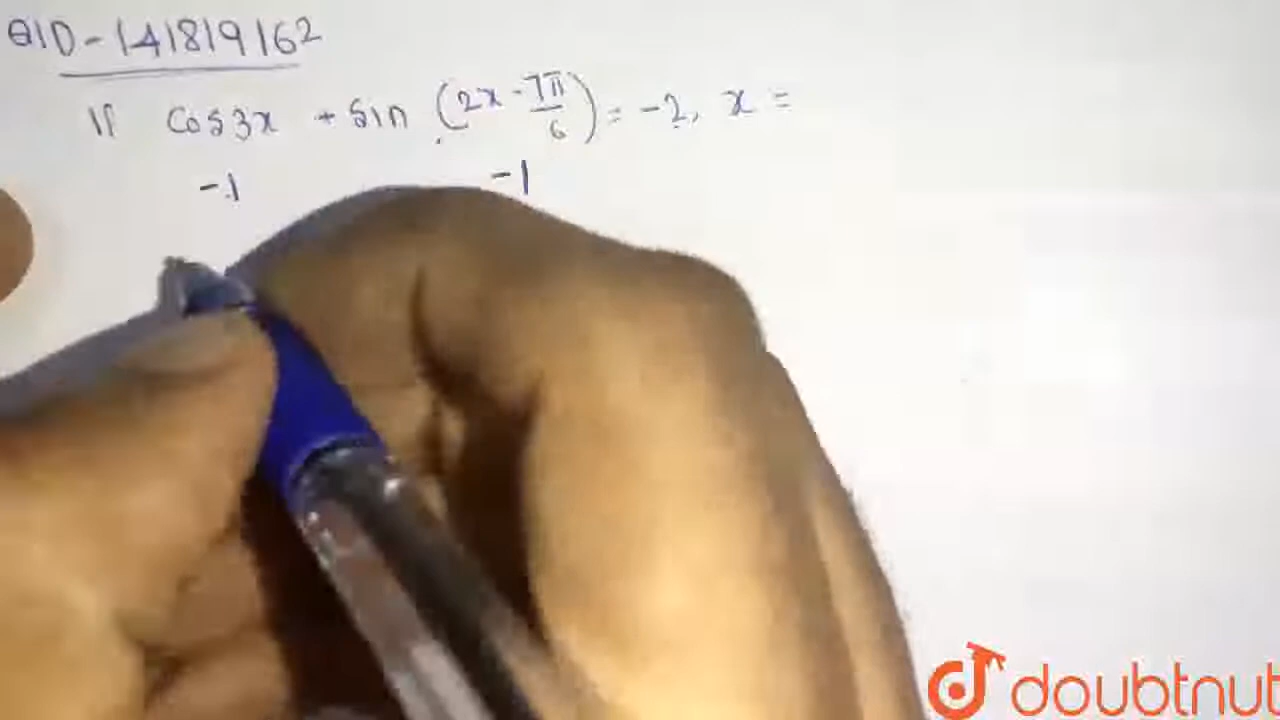 QID-141819162
If cos3x + sin (2x - 7π/6) = -2, x =
-1 -1
doubtnut